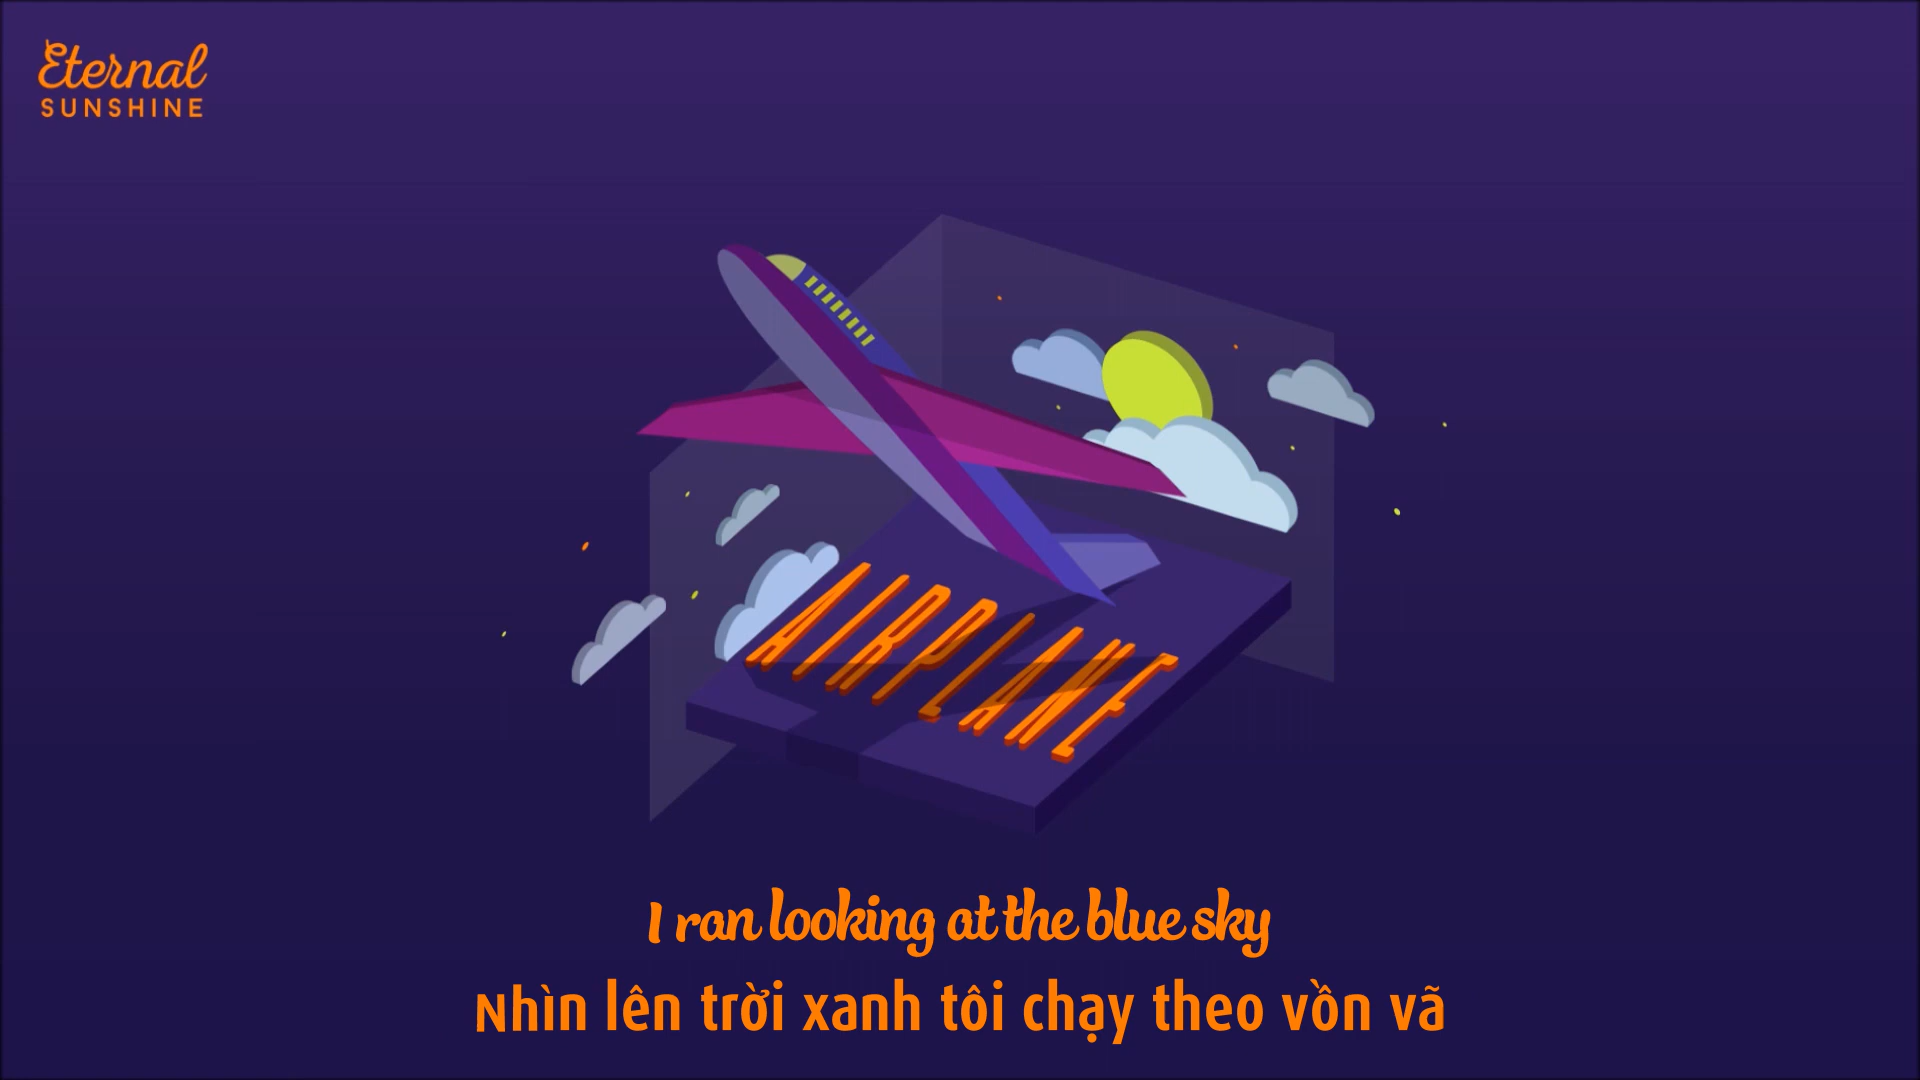 Eternal
SUNSHINE
AIRPLANE
I ran looking at the blue sky
Nhìn lên trời xanh tôi chạy theo vồn vã